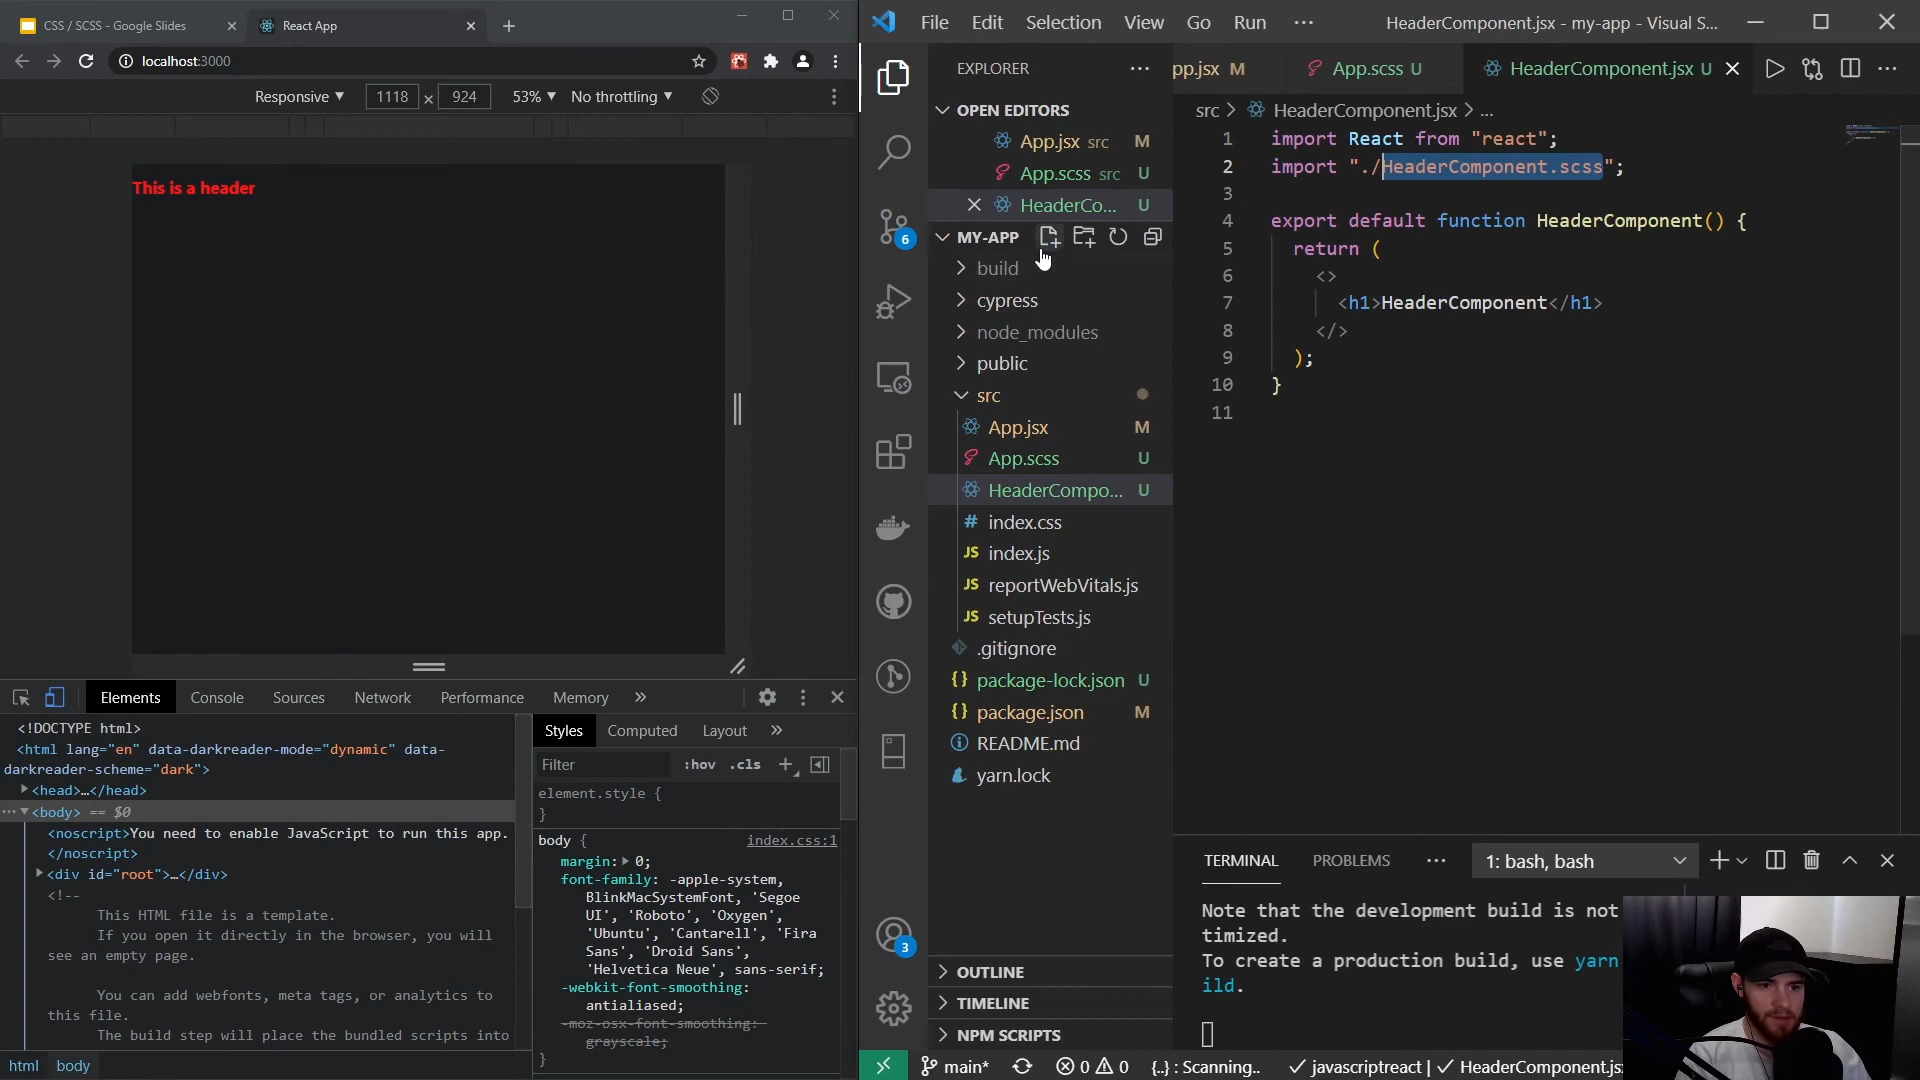 CSS / SCSS - Google Slides
React App
localhost:3000
Responsive
1118 × 924
53%
No throttling
This is a header
Elements
Console
Sources
Network
Performance
Memory
<!DOCTYPE html>
<html lang="en" data-darkreader-mode="dynamic" data-
darkreader-scheme="dark">
<head>…</head>
<body> == $0
<noscript>You need to enable JavaScript to run this app.
</noscript>
<div id="root">…</div>
<!--
This HTML file is a template.
If you open it directly in the browser, you will
see an empty page.
You can add webfonts, meta tags, or analytics to
this file.
The build step will place the bundled scripts into
html
body
Styles
Computed
Layout
Filter
:hov
.cls
element.style {
}
body {
index.css:1
margin: 0;
font-family: -apple-system,
BlinkMacSystemFont, 'Segoe
UI', 'Roboto', 'Oxygen',
'Ubuntu', 'Cantarell', 'Fira
Sans', 'Droid Sans',
'Helvetica Neue', sans-serif;
-webkit-font-smoothing:
antialiased;
-moz-osx-font-smoothing:
grayscale;
}
File
Edit
Selection
View
Go
Run
HeaderComponent.jsx - my-app - Visual S...
EXPLORER
OPEN EDITORS
App.jsx src M
App.scss src U
HeaderCo... U
MY-APP
build
cypress
node_modules
public
src
App.jsx M
App.scss U
HeaderCompo... U
index.css
index.js
reportWebVitals.js
setupTests.js
.gitignore
package-lock.json U
package.json M
README.md
yarn.lock
OUTLINE
TIMELINE
NPM SCRIPTS
6
3
pp.jsx M
App.scss U
HeaderComponent.jsx U
src > HeaderComponent.jsx > ...
1 import React from "react";
2 import "./HeaderComponent.scss";
3
4 export default function HeaderComponent() {
5 return (
6 <>
7 <h1>HeaderComponent</h1>
8 </>
9 );
10 }
11
TERMINAL
PROBLEMS
1: bash, bash
Note that the development build is not
timized.
To create a production build, use yarn
ild.
main*
0
0
{..} : Scanning..
javascriptreact |
HeaderComponent.js